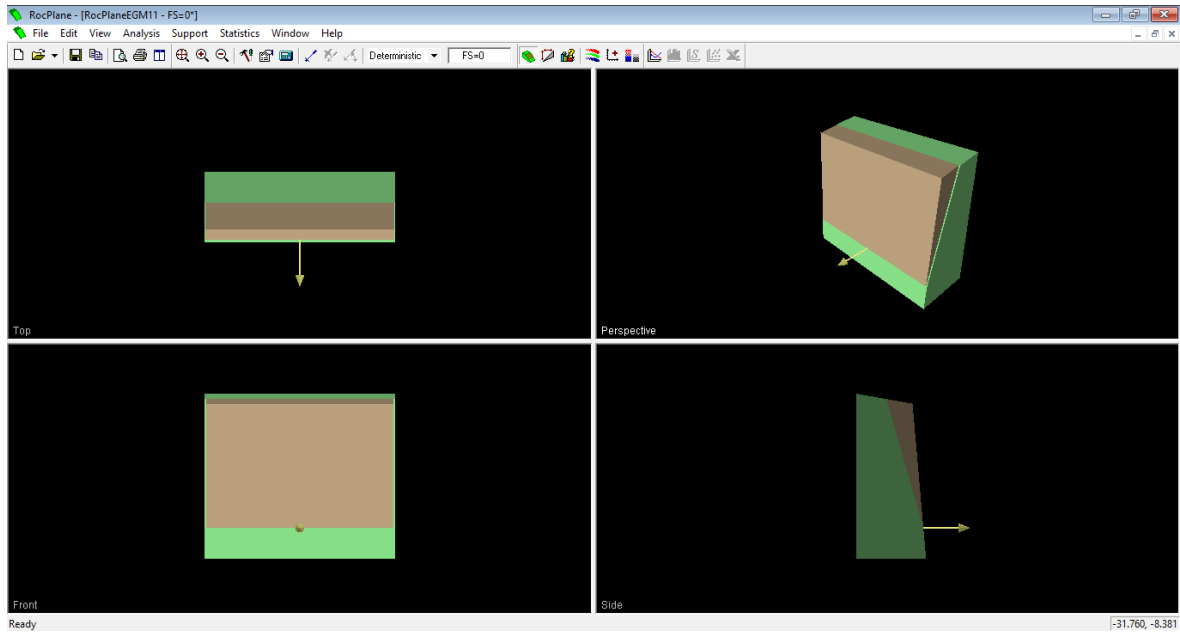 RocPlane - [RocPlaneEGM11 - FS=0*]
File Edit View Analysis Support Statistics Window Help
Deterministic FS=0
Top
Perspective
Front
Side
Ready -31.760, -8.381